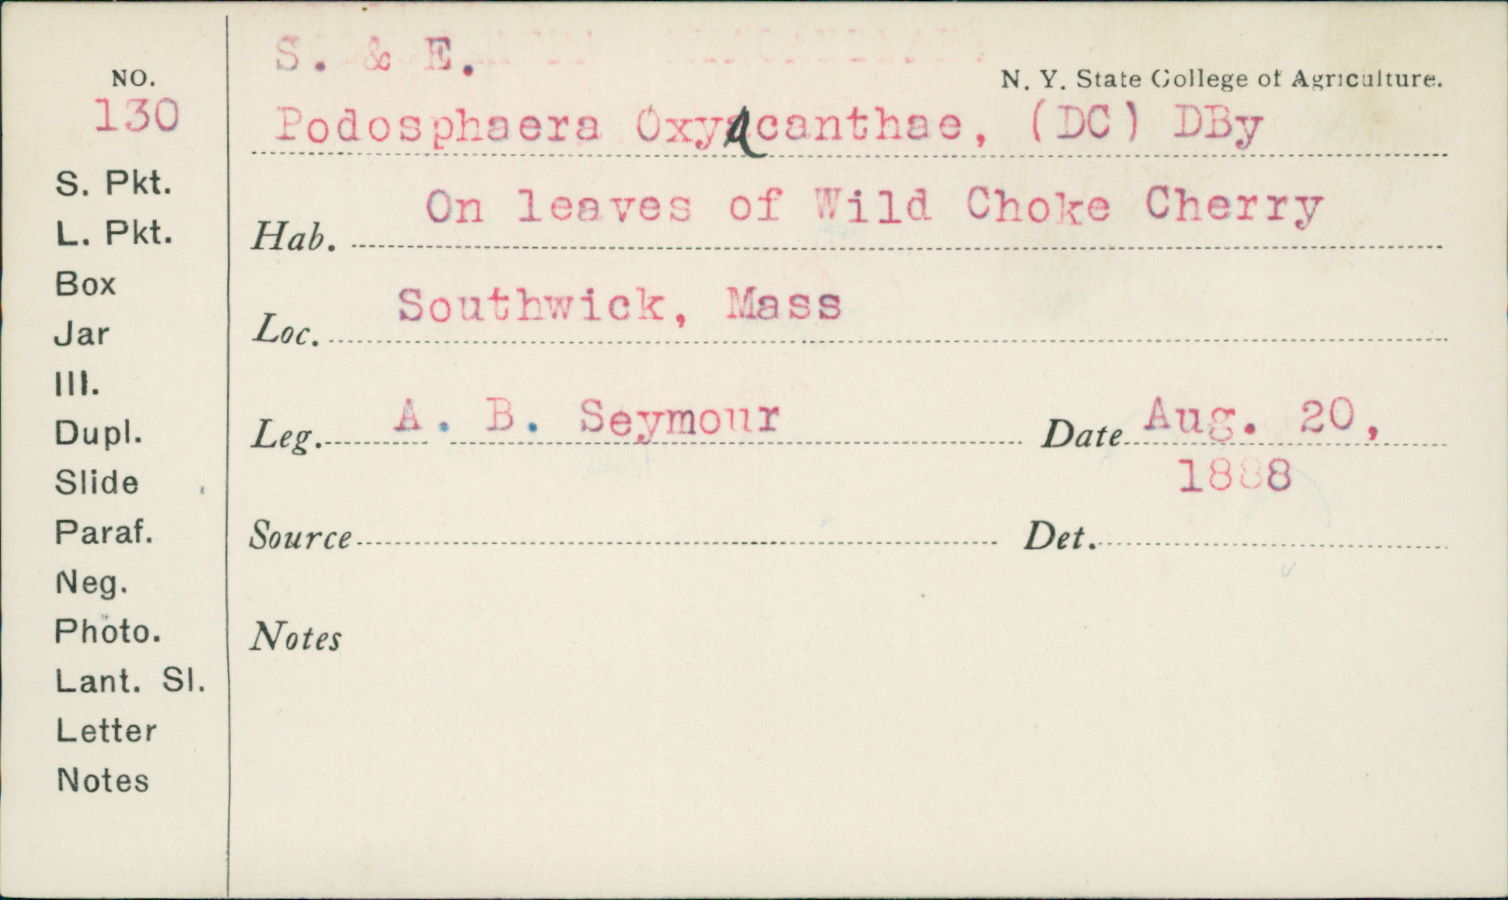 S. & E.
NO.
N. Y. State College of Agriculture.
130
Podosphaera Oxyacanthae, (DC) DBy
S. Pkt.
Hab. On leaves of Wild Choke Cherry
L. Pkt.
Box
Loc. Southwick, Mass
Jar
Ill.
Leg. A. B. Seymour Date Aug. 20,
1888
Dupl.
Slide
Source Det.
Paraf.
Neg.
Notes
Photo.
Lant. Sl.
Letter
Notes